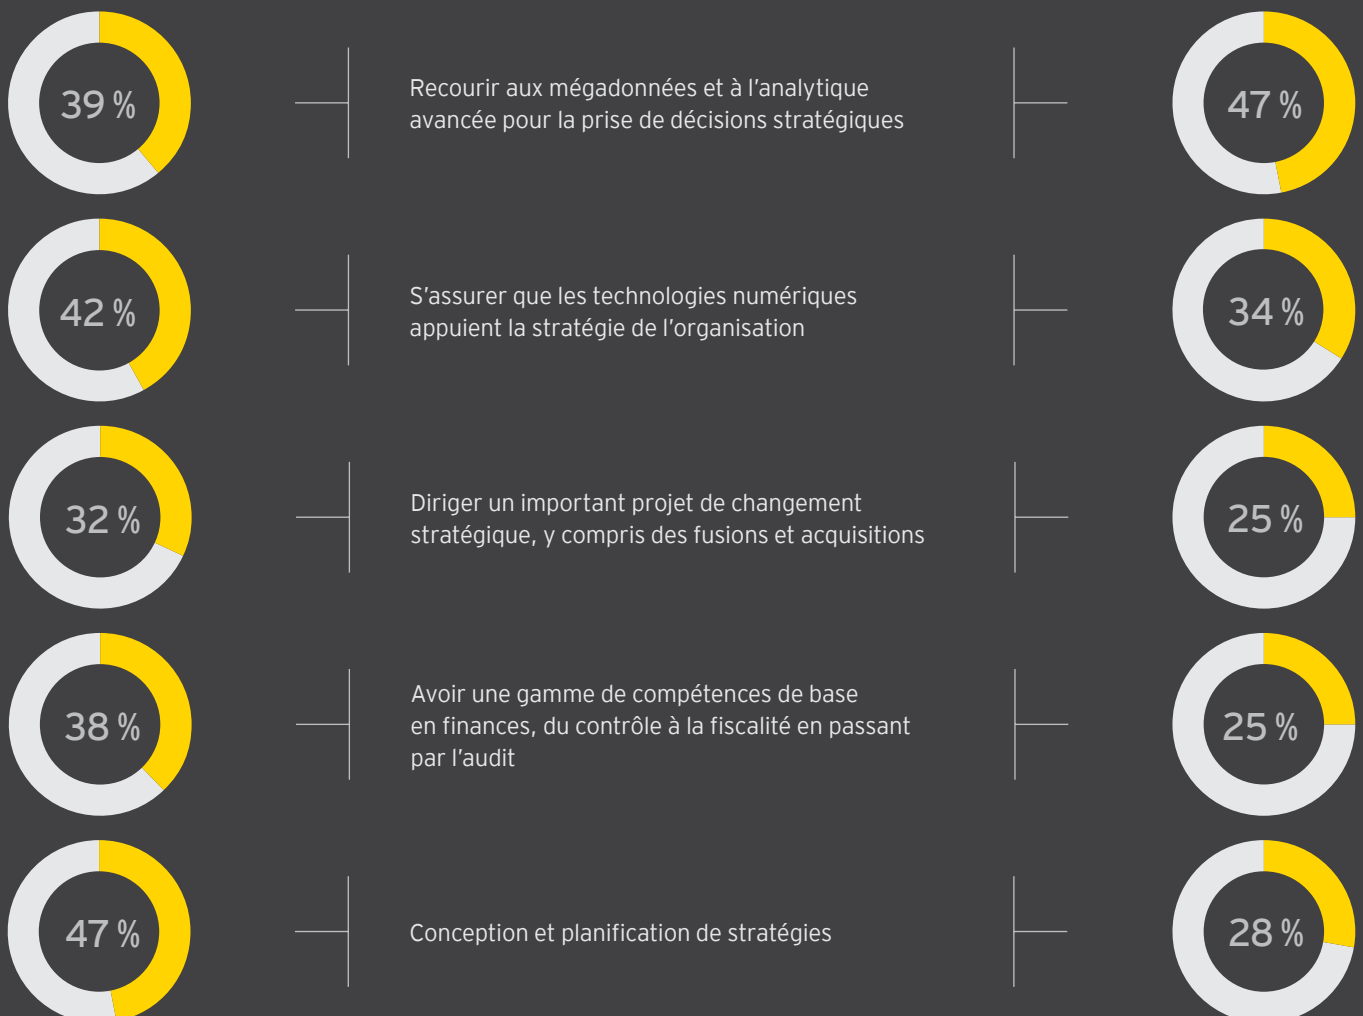 39 %
Recourir aux mégadonnées et à l'analytique
avancée pour la prise de décisions stratégiques
47 %
42 %
S'assurer que les technologies numériques
appuient la stratégie de l'organisation
34 %
32 %
Diriger un important projet de changement
stratégique, y compris des fusions et acquisitions
25 %
38 %
Avoir une gamme de compétences de base
en finances, du contrôle à la fiscalité en passant
par l'audit
25 %
47 %
Conception et planification de stratégies
28 %